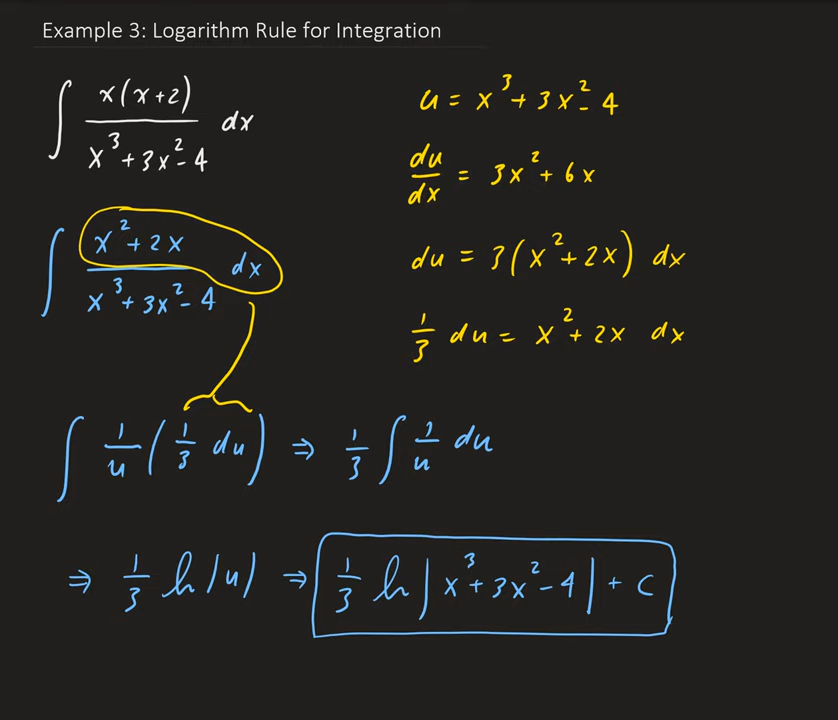 Example 3: Logarithm Rule for Integration
∫ x(x+2) / (x³+3x²-4) dx
u = x³+3x²-4
du/dx = 3x²+6x
∫ (x²+2x) / (x³+3x²-4) dx
du = 3(x²+2x) dx
1/3 du = x²+2x dx
∫ 1/u (1/3 du) ⇒ 1/3 ∫ 1/u du
⇒ 1/3 ln|u| ⇒ 1/3 ln|x³+3x²-4| + C